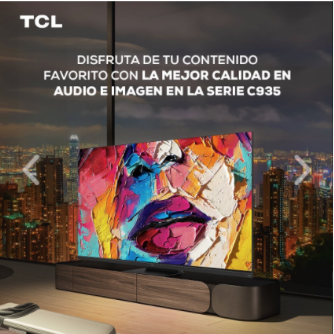 TCL
DISFRUTA DE TU CONTENIDO
FAVORITO CON LA MEJOR CALIDAD EN
AUDIO E IMAGEN EN LA SERIE C935